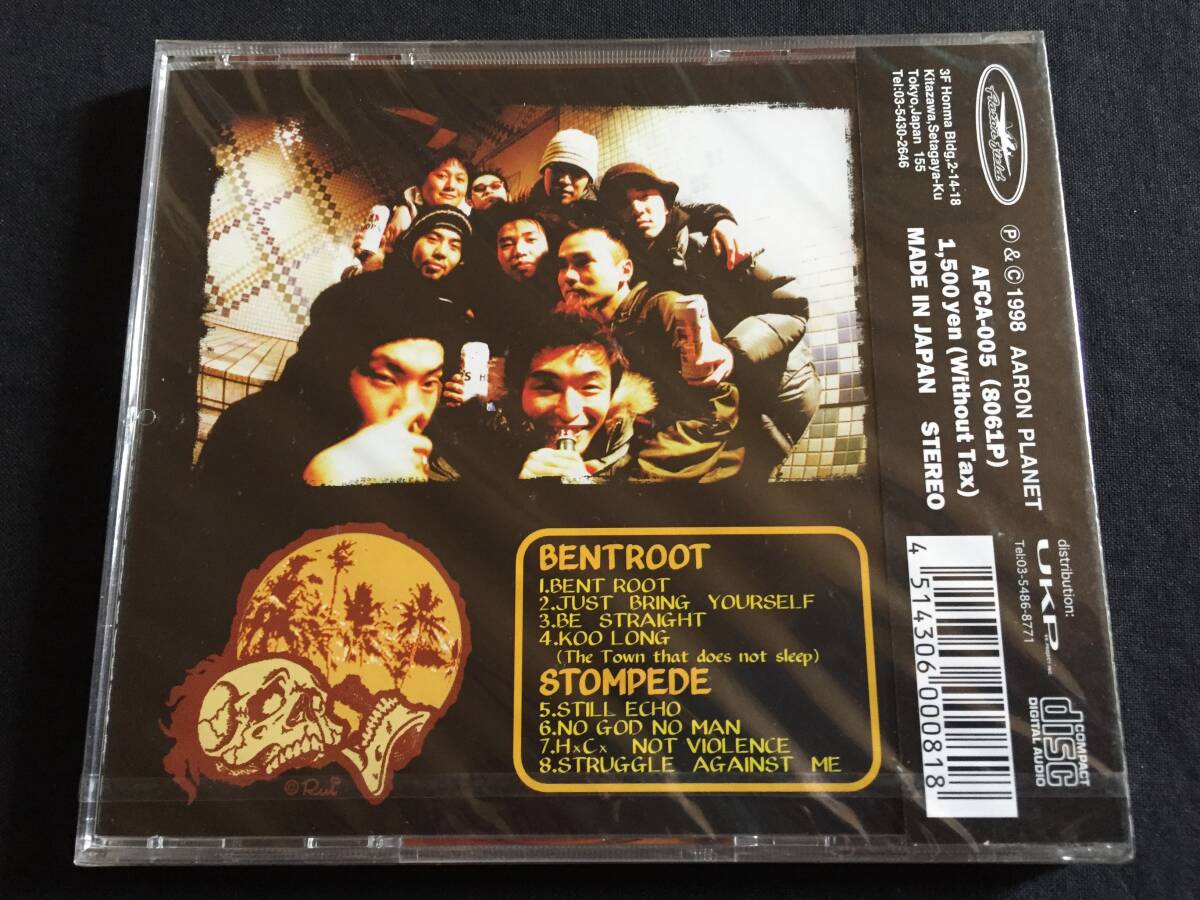 BENTROOT
1.BENT ROOT
2.JUST BRING YOURSELF
3.BE STRAIGHT
4.KOO LONG
(The Town that does not sleep)
STOMPEDE
5.STILL ECHO
6.NO GOD NO MAN
7.HxCx NOT VIOLENCE
8.STRUGGLE AGAINST ME
©Rui
3F Homma Bldg,2-14-18
Kitazawa,Setagaya-Ku
Tokyo,Japan 155
Tel:03-5430-2646
℗ & © 1998 AARON PLANET
AFCA-005 (8061P)
1,500 yen (Without Tax)
MADE IN JAPAN STEREO
distribution:
UKP
Tel:03-5486-8771
4 514306 000818
COMPACT
disc
DIGITAL AUDIO